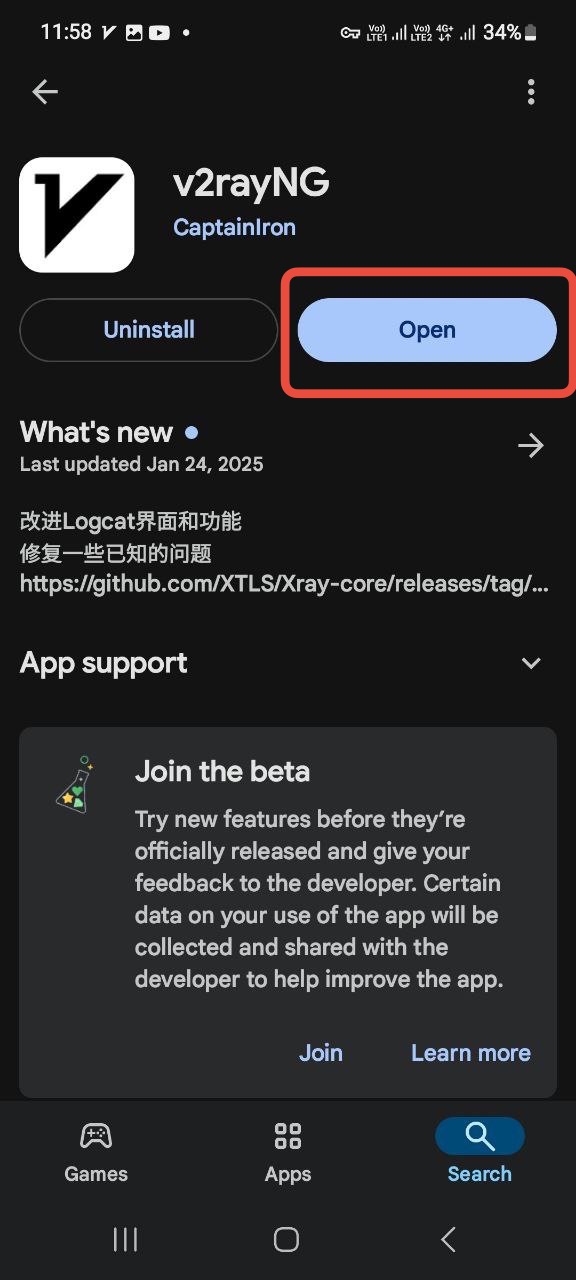 11:58
Vo)) LTE1 Vo)) LTE2 4G+ 34%
v2rayNG
CaptainIron
Uninstall
Open
What's new
Last updated Jan 24, 2025
改进Logcat界面和功能
修复一些已知的问题
https://github.com/XTLS/Xray-core/releases/tag/...
App support
Join the beta
Try new features before they're
officially released and give your
feedback to the developer. Certain
data on your use of the app will be
collected and shared with the
developer to help improve the app.
Join
Learn more
Games
Apps
Search